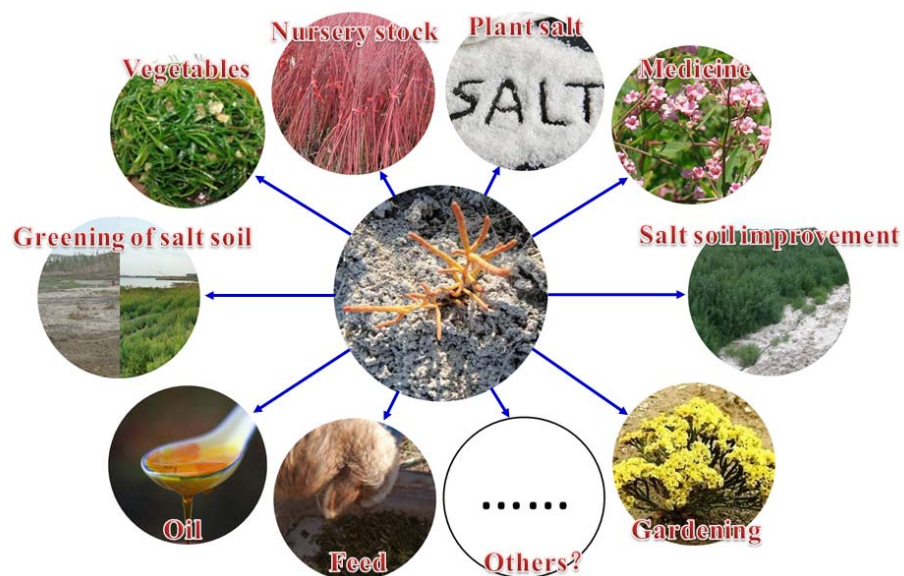 Nursery stock
Plant salt
Vegetables
Medicine
SALT
Greening of salt soil
Salt soil improvement
Oil
Feed
......
Others?
Gardening